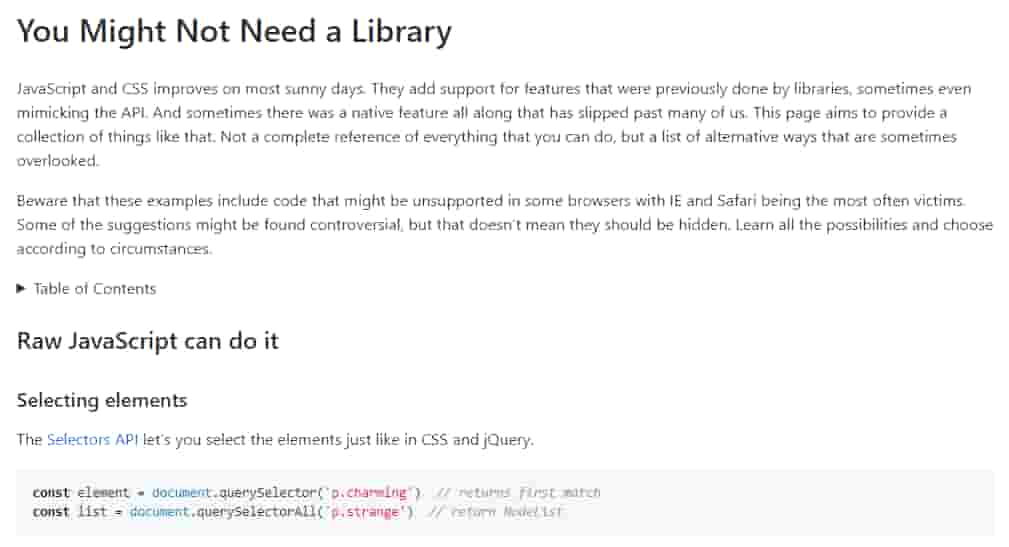 You Might Not Need a Library
JavaScript and CSS improves on most sunny days. They add support for features that were previously done by libraries, sometimes even
mimicking the API. And sometimes there was a native feature all along that has slipped past many of us. This page aims to provide a
collection of things like that. Not a complete reference of everything that you can do, but a list of alternative ways that are sometimes
overlooked.
Beware that these examples include code that might be unsupported in some browsers with IE and Safari being the most often victims.
Some of the suggestions might be found controversial, but that doesn't mean they should be hidden. Learn all the possibilities and choose
according to circumstances.
▶ Table of Contents
Raw JavaScript can do it
Selecting elements
The Selectors API let's you select the elements just like in CSS and jQuery.
const element = document.querySelector('p.charming') // returns first match
const list = document.querySelectorAll('p.strange') // return NodeList